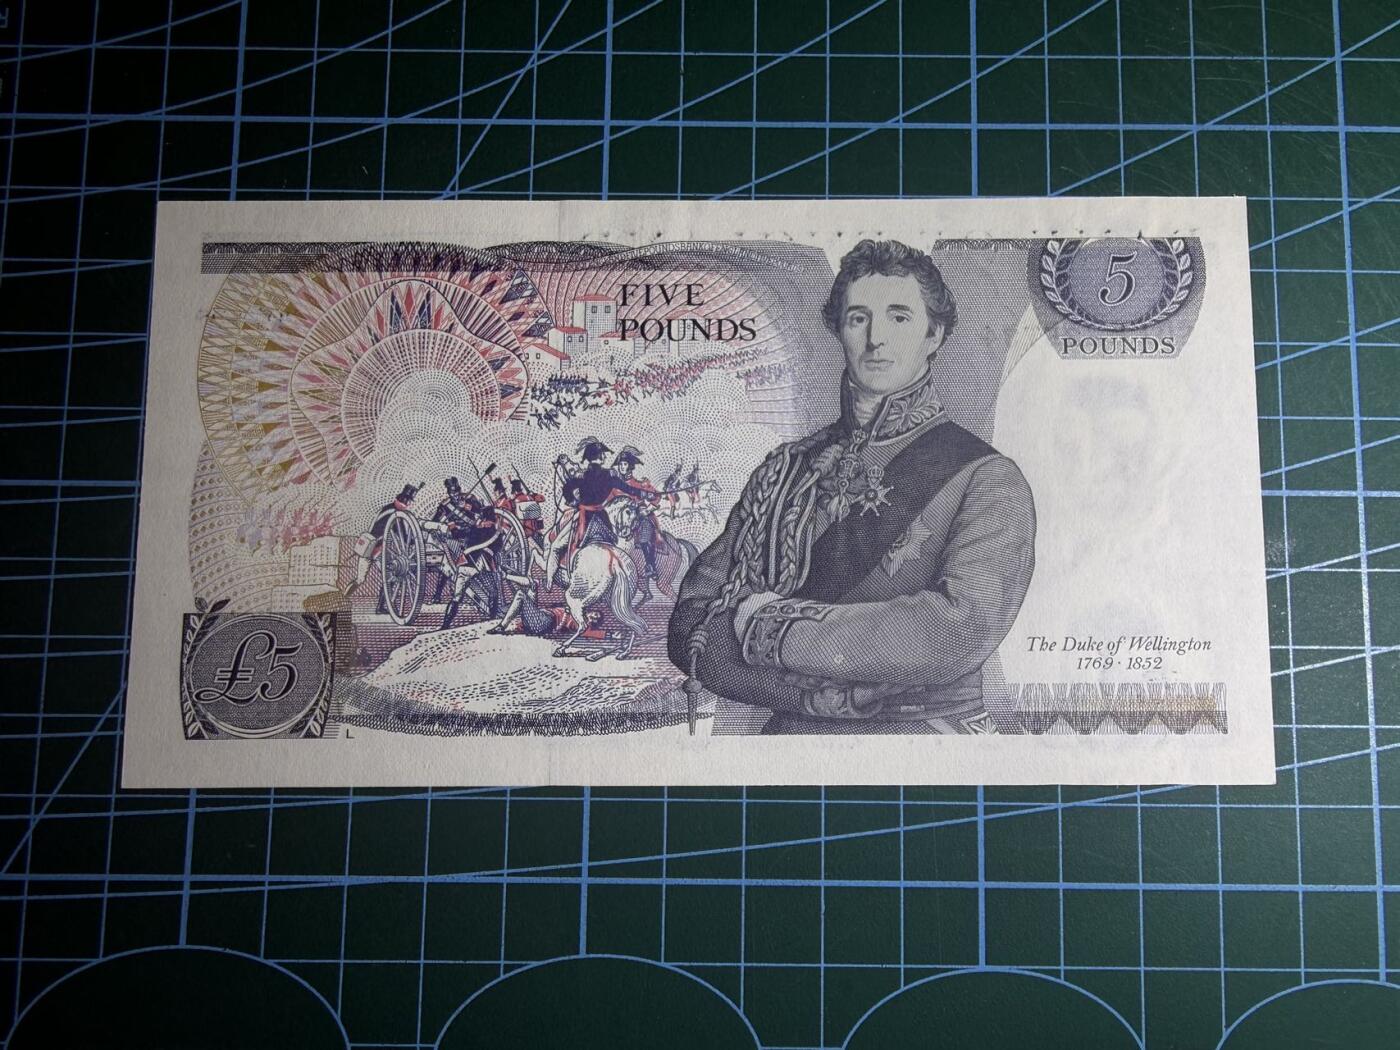 FIVE
POUNDS
5
POUNDS
The Duke of Wellington
1769 · 1852
£5
L